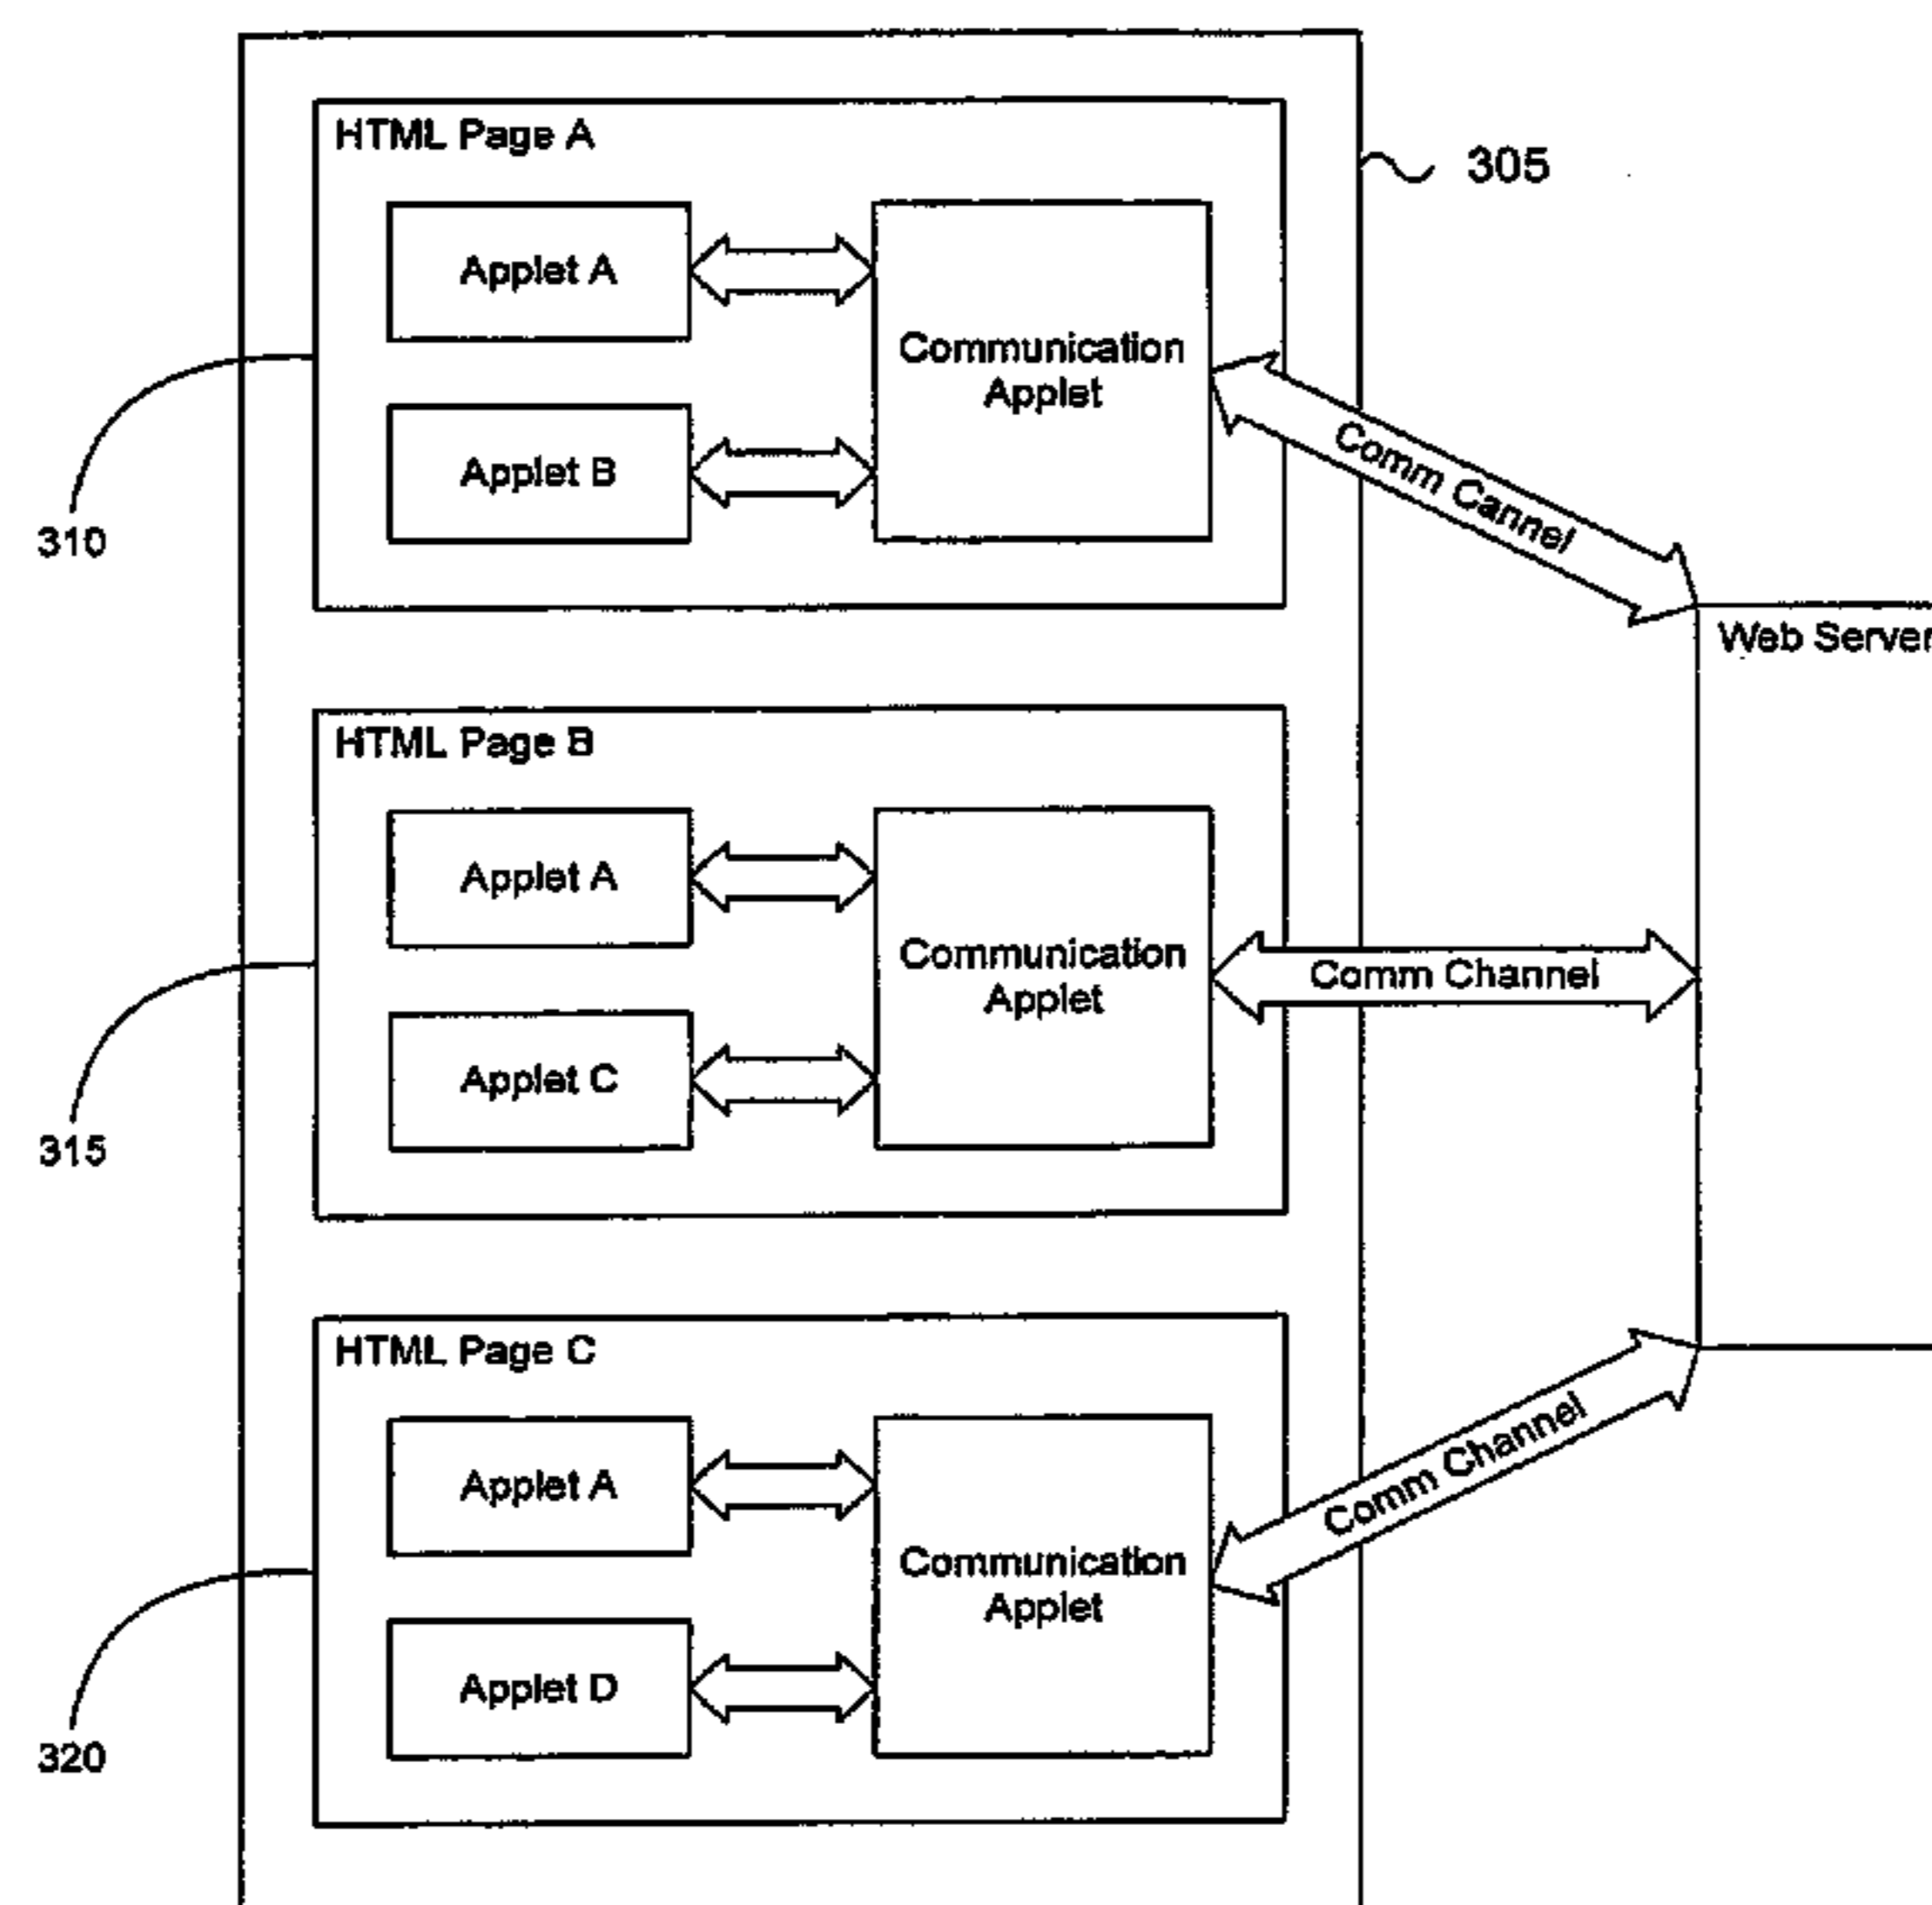 HTML Page A
305
Applet A
Communication
Applet
Applet B
Comm Cannel
310
Web Server
HTML Page B
Applet A
Communication
Applet
Comm Channel
Applet C
315
HTML Page C
Applet A
Comm Channel
Communication
Applet
Applet D
320